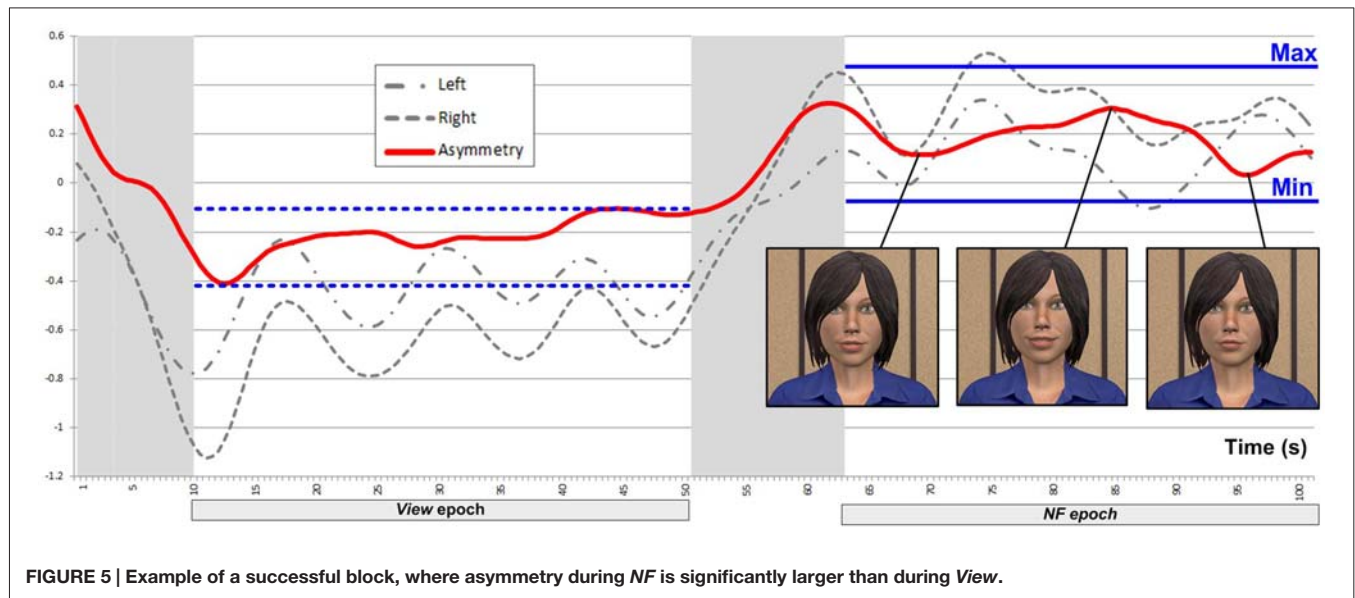 0.6
0.4
0.2
0
-0.2
-0.4
-0.6
-0.8
-1
-1.2
Left
Right
Asymmetry
Max
Min
Time (s)
1 5 10 15 20 25 30 35 40 45 50 55 60 65 70 75 80 85 90 95 100
View epoch
NF epoch
FIGURE 5 | Example of a successful block, where asymmetry during NF is significantly larger than during View.